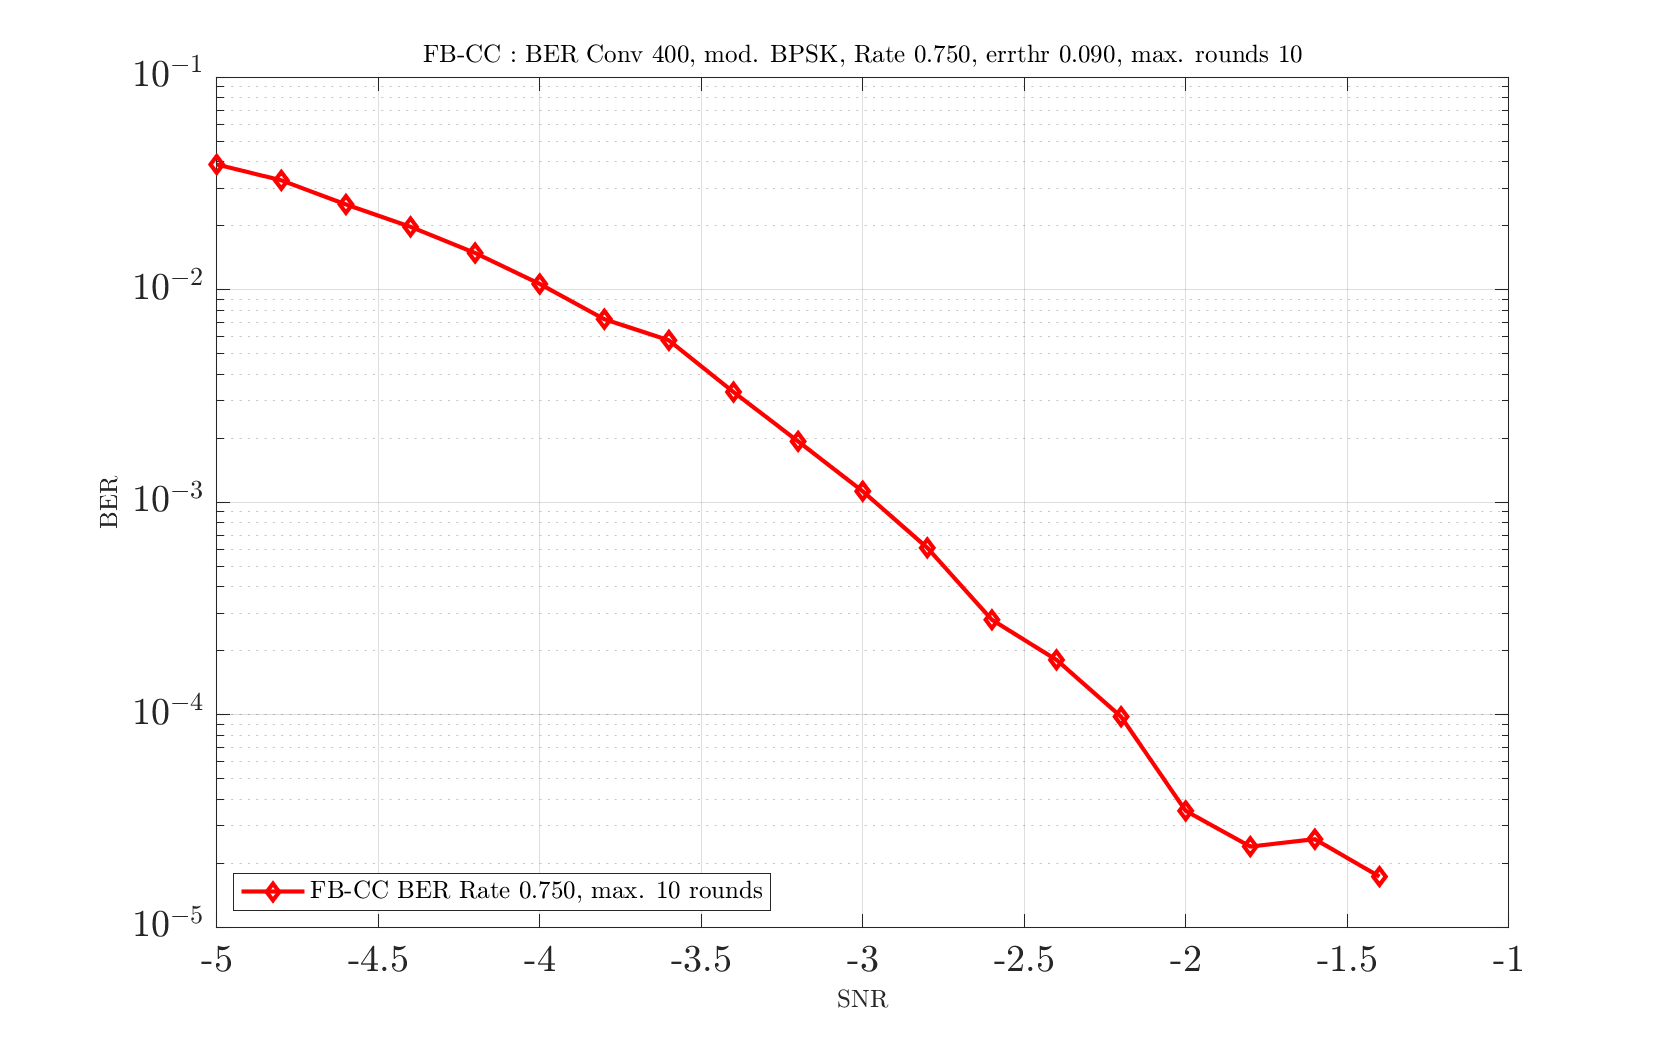 FB-CC : BER Conv 400, mod. BPSK, Rate 0.750, errthr 0.090, max. rounds 10
10⁻¹
10⁻²
10⁻³
10⁻⁴
10⁻⁵
BER
FB-CC BER Rate 0.750, max. 10 rounds
-5 -4.5 -4 -3.5 -3 -2.5 -2 -1.5 -1
SNR